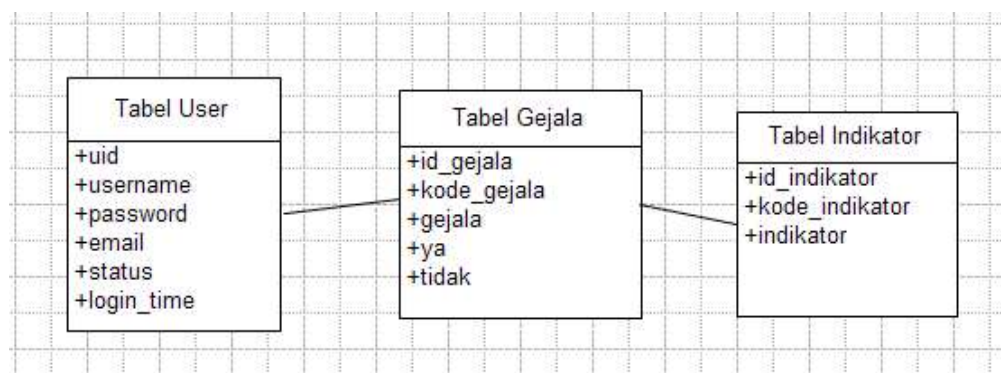 Tabel User
+uid
+username
+password
+email
+status
+login_time
Tabel Gejala
+id_gejala
+kode_gejala
+gejala
+ya
+tidak
Tabel Indikator
+id_indikator
+kode_indikator
+indikator